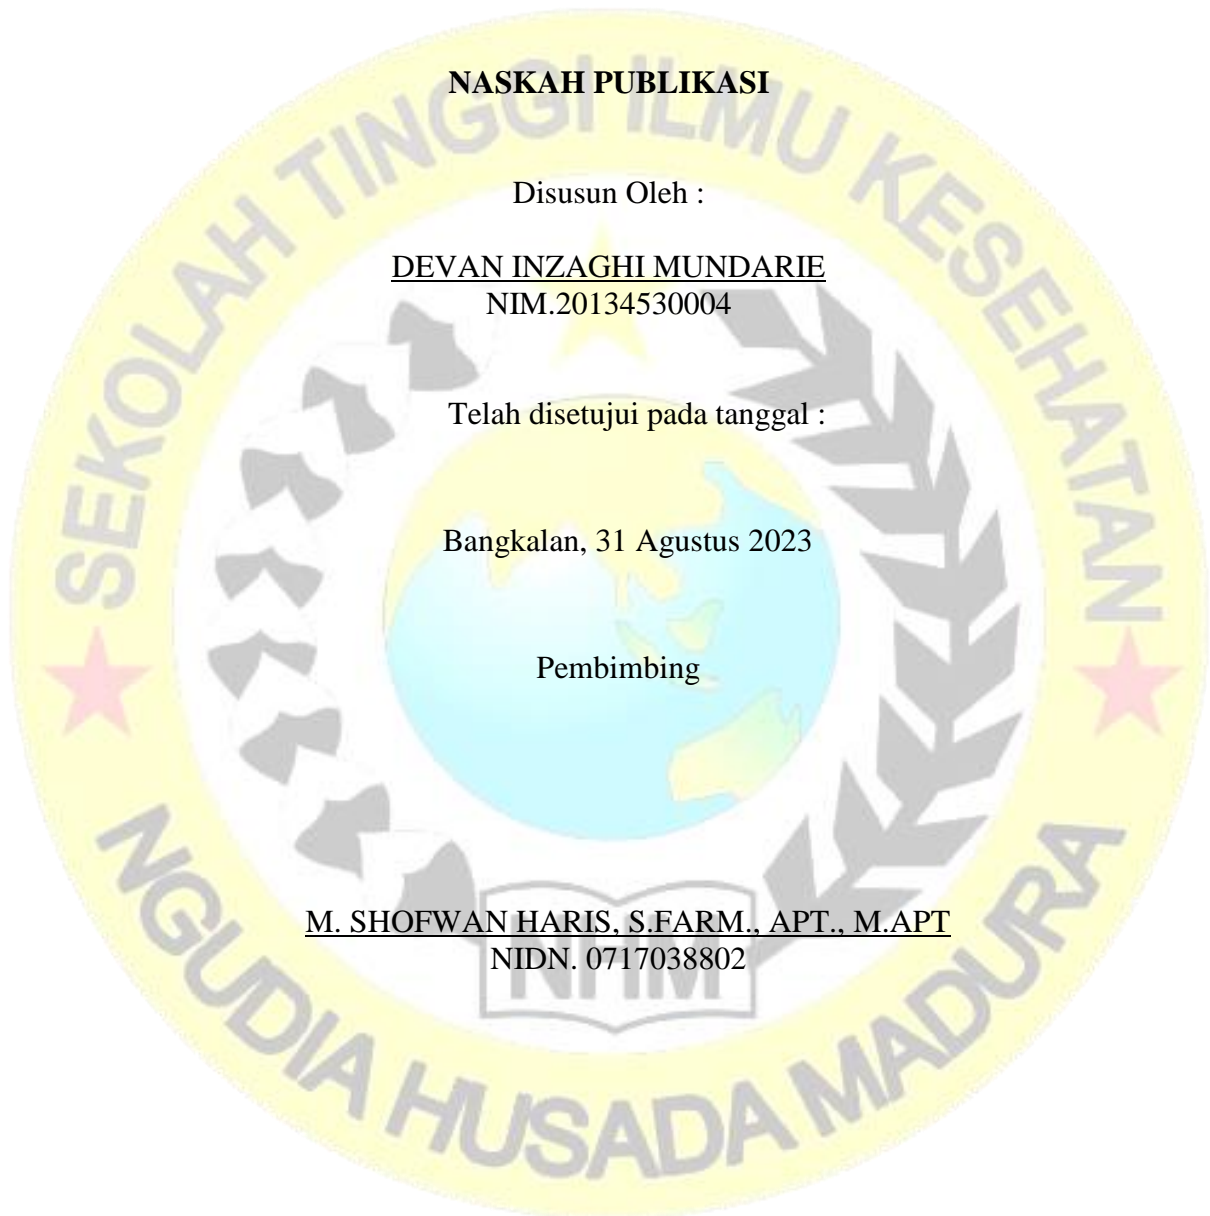 NASKAH PUBLIKASI
Disusun Oleh :
DEVAN INZAGHI MUNDARIE
NIM.20134530004
Telah disetujui pada tanggal :
Bangkalan, 31 Agustus 2023
Pembimbing
M. SHOFWAN HARIS, S.FARM., APT., M.APT
NIDN. 0717038802
SEKOLAH TINGGI ILMU KESEHATAN
NHM
NGUDIA HUSADA MADURA